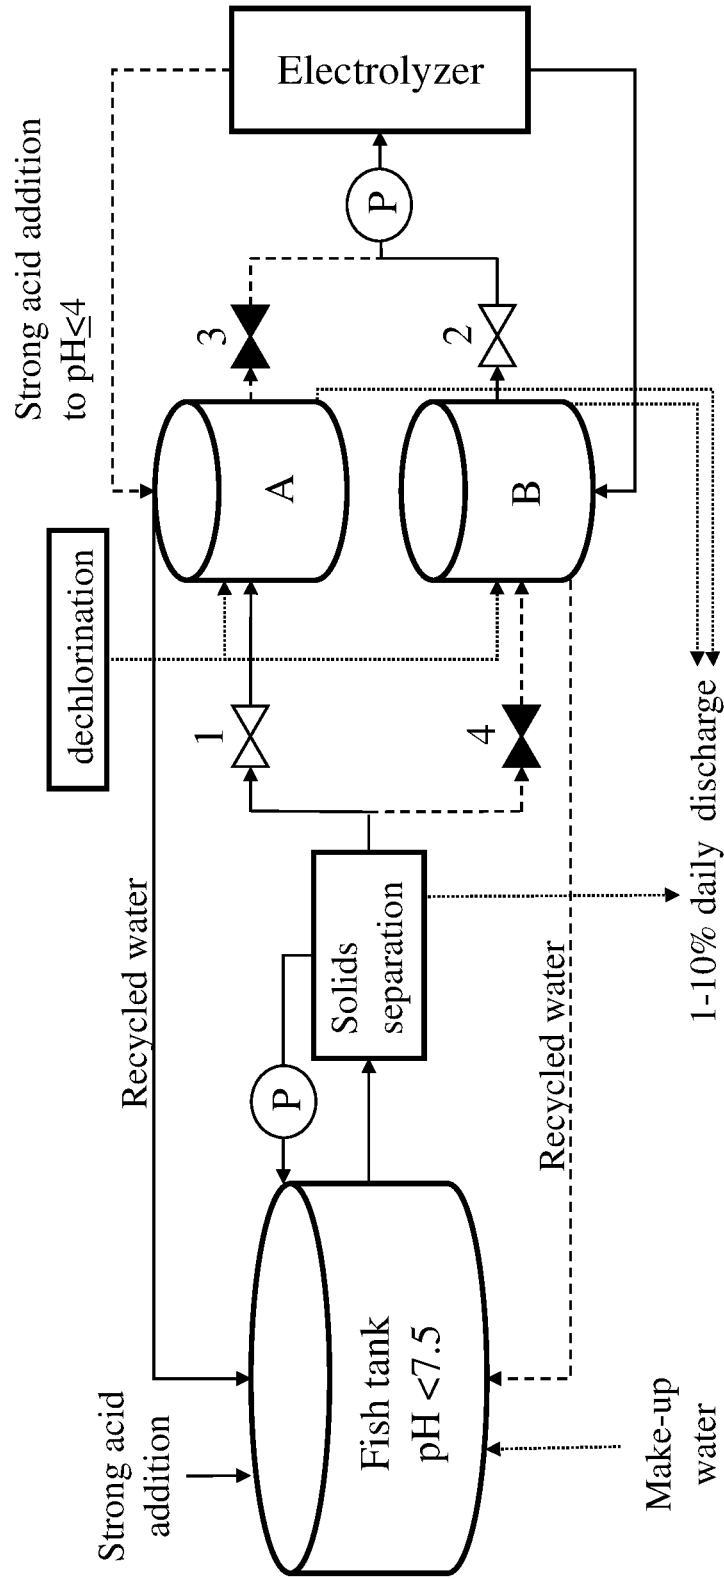 Strong acid
addition
Recycled water
dechlorination
Strong acid addition
to pH≤4
Fish tank
pH <7.5
P
Solids
separation
1
A
3
P
Electrolyzer
4
B
2
Recycled water
Make-up
water
1-10% daily discharge